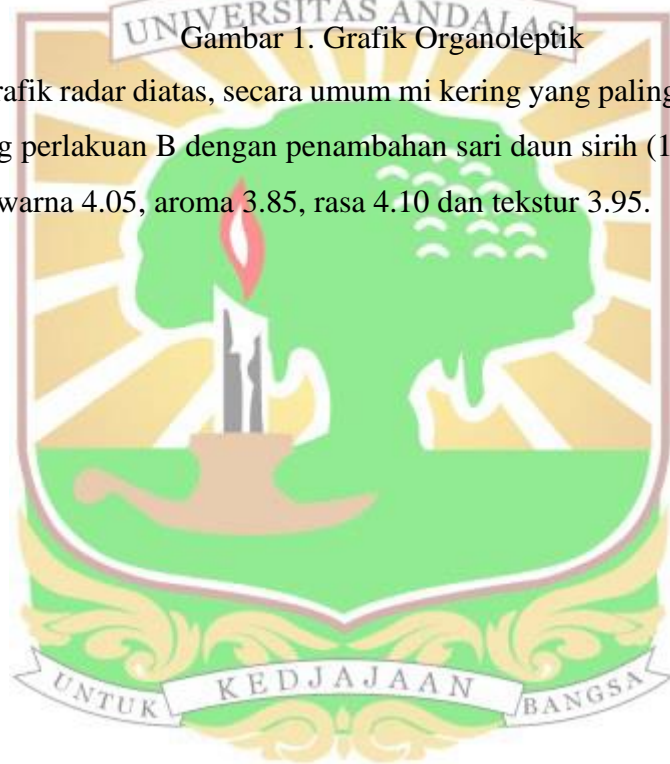 UNIVERSITAS ANDALAS
Gambar 1. Grafik Organoleptik
rafik radar diatas, secara umum mi kering yang paling
g perlakuan B dengan penambahan sari daun sirih (1
warna 4.05, aroma 3.85, rasa 4.10 dan tekstur 3.95.
UNTUK KEDJAJAAN BANGSA